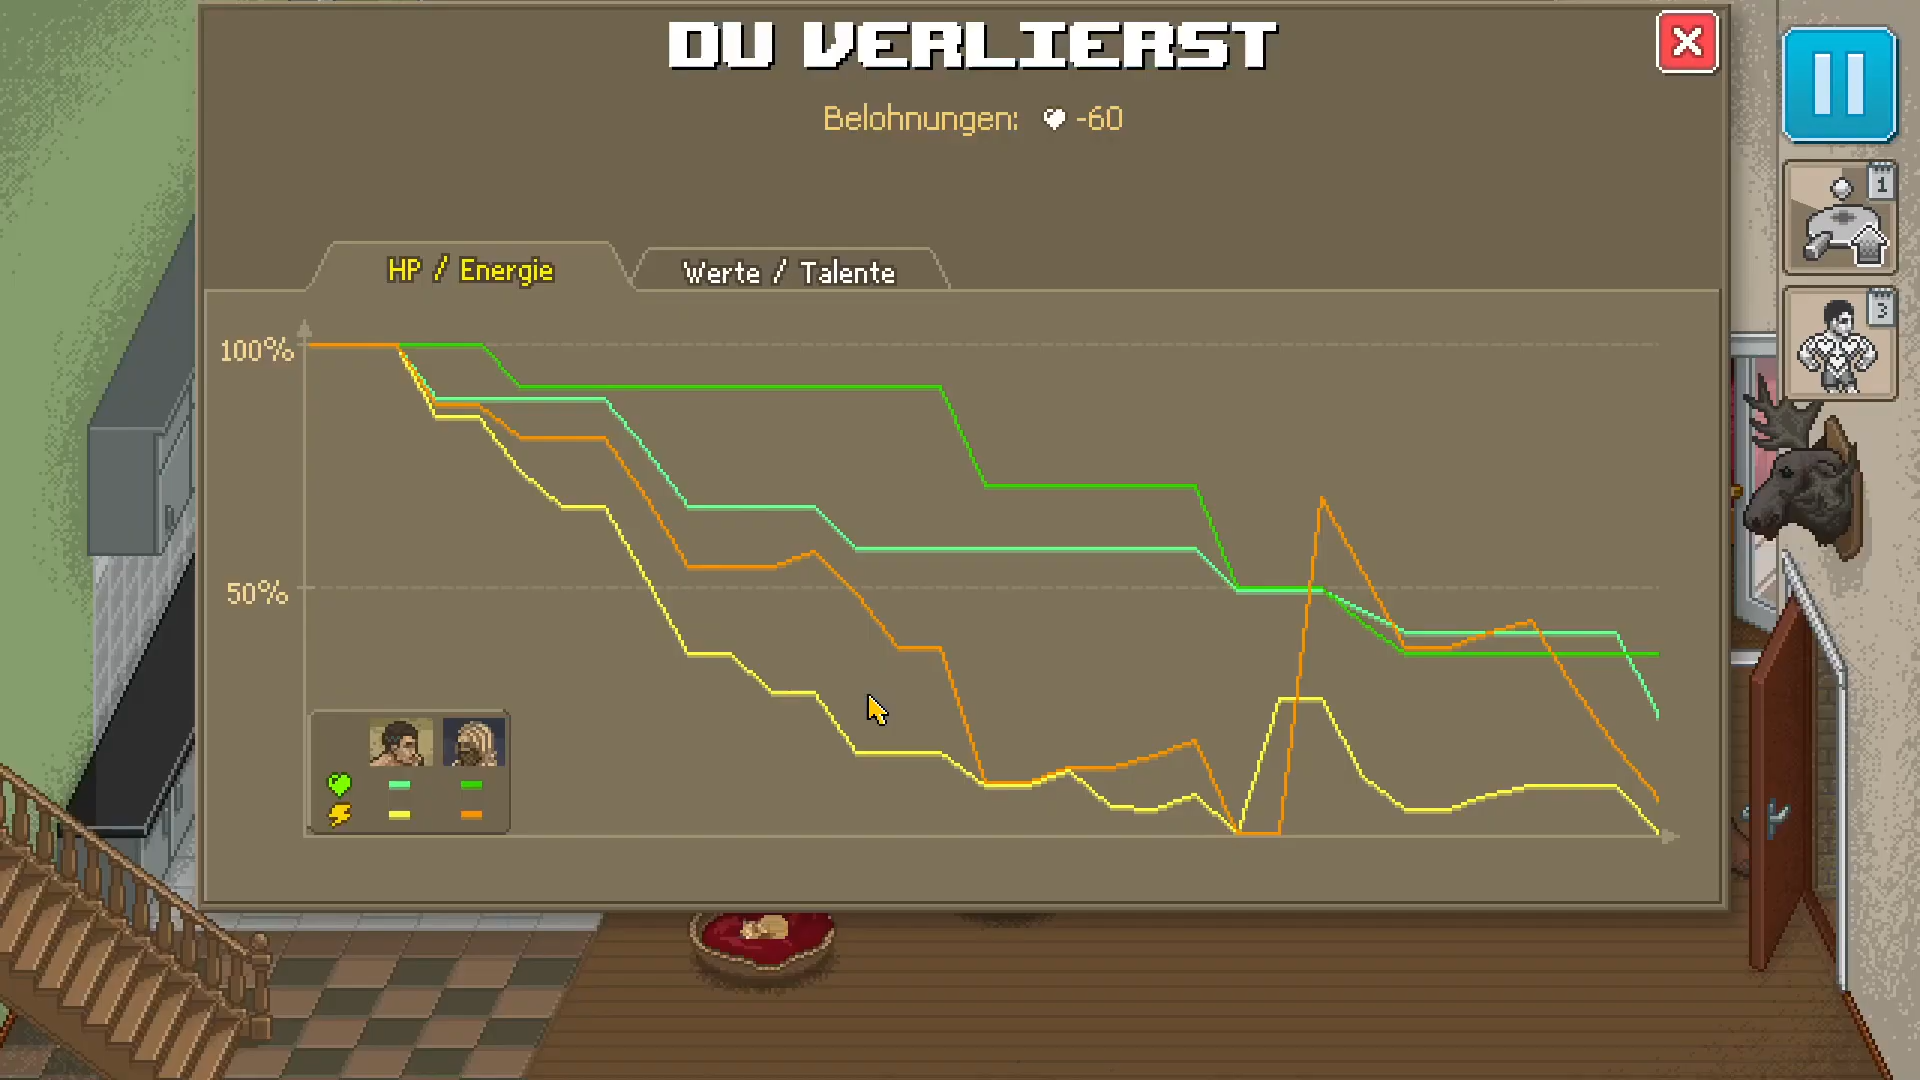 DU VERLIERST
Belohnungen: -60
HP / Energie
Werte / Talente
100%
50%
1
3